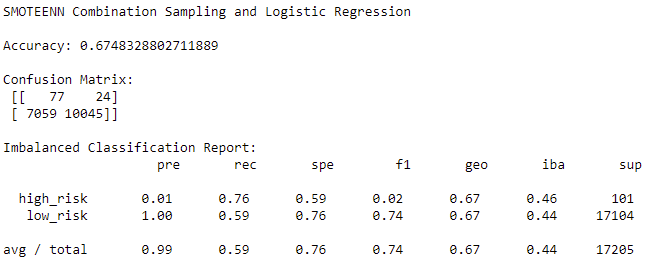 SMOTEENN Combination Sampling and Logistic Regression
Accuracy: 0.6748328802711889
Confusion Matrix:
[[   77    24]
[ 7059 10045]]
Imbalanced Classification Report:
pre       rec       spe        f1       geo       iba       sup
high_risk       0.01      0.76      0.59      0.02      0.67      0.46       101
low_risk       1.00      0.59      0.76      0.74      0.67      0.44     17104
avg / total       0.99      0.59      0.76      0.74      0.67      0.44     17205